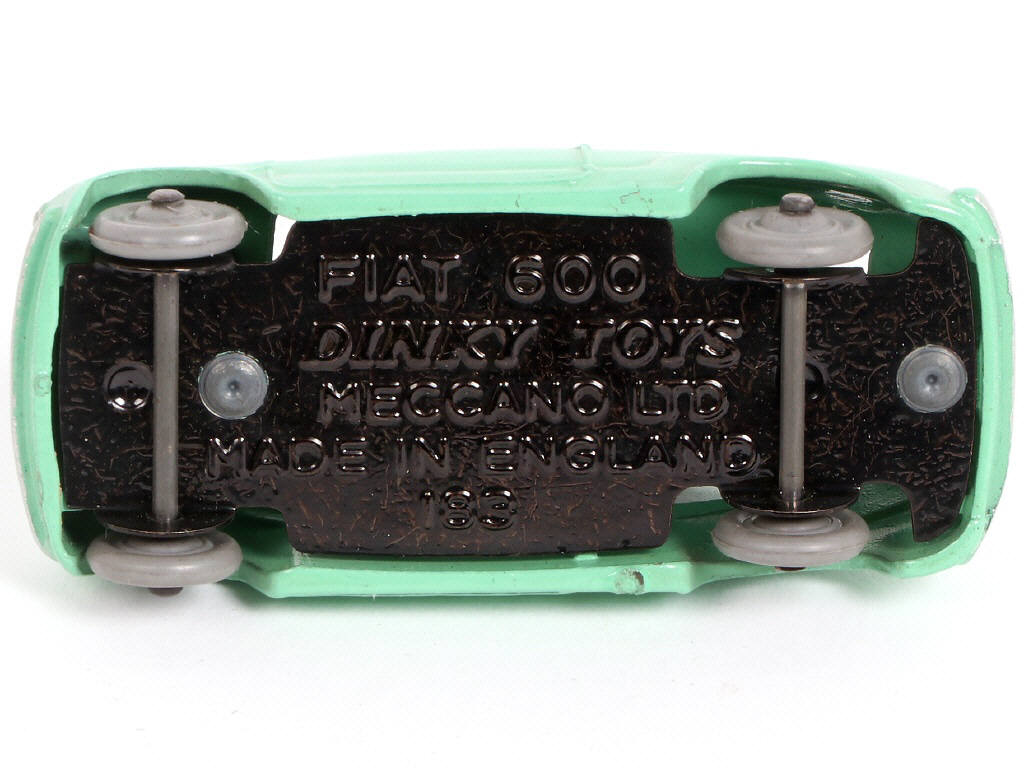 FIAT 600
DINKY TOYS
MECCANO LTD
MADE IN ENGLAND
183